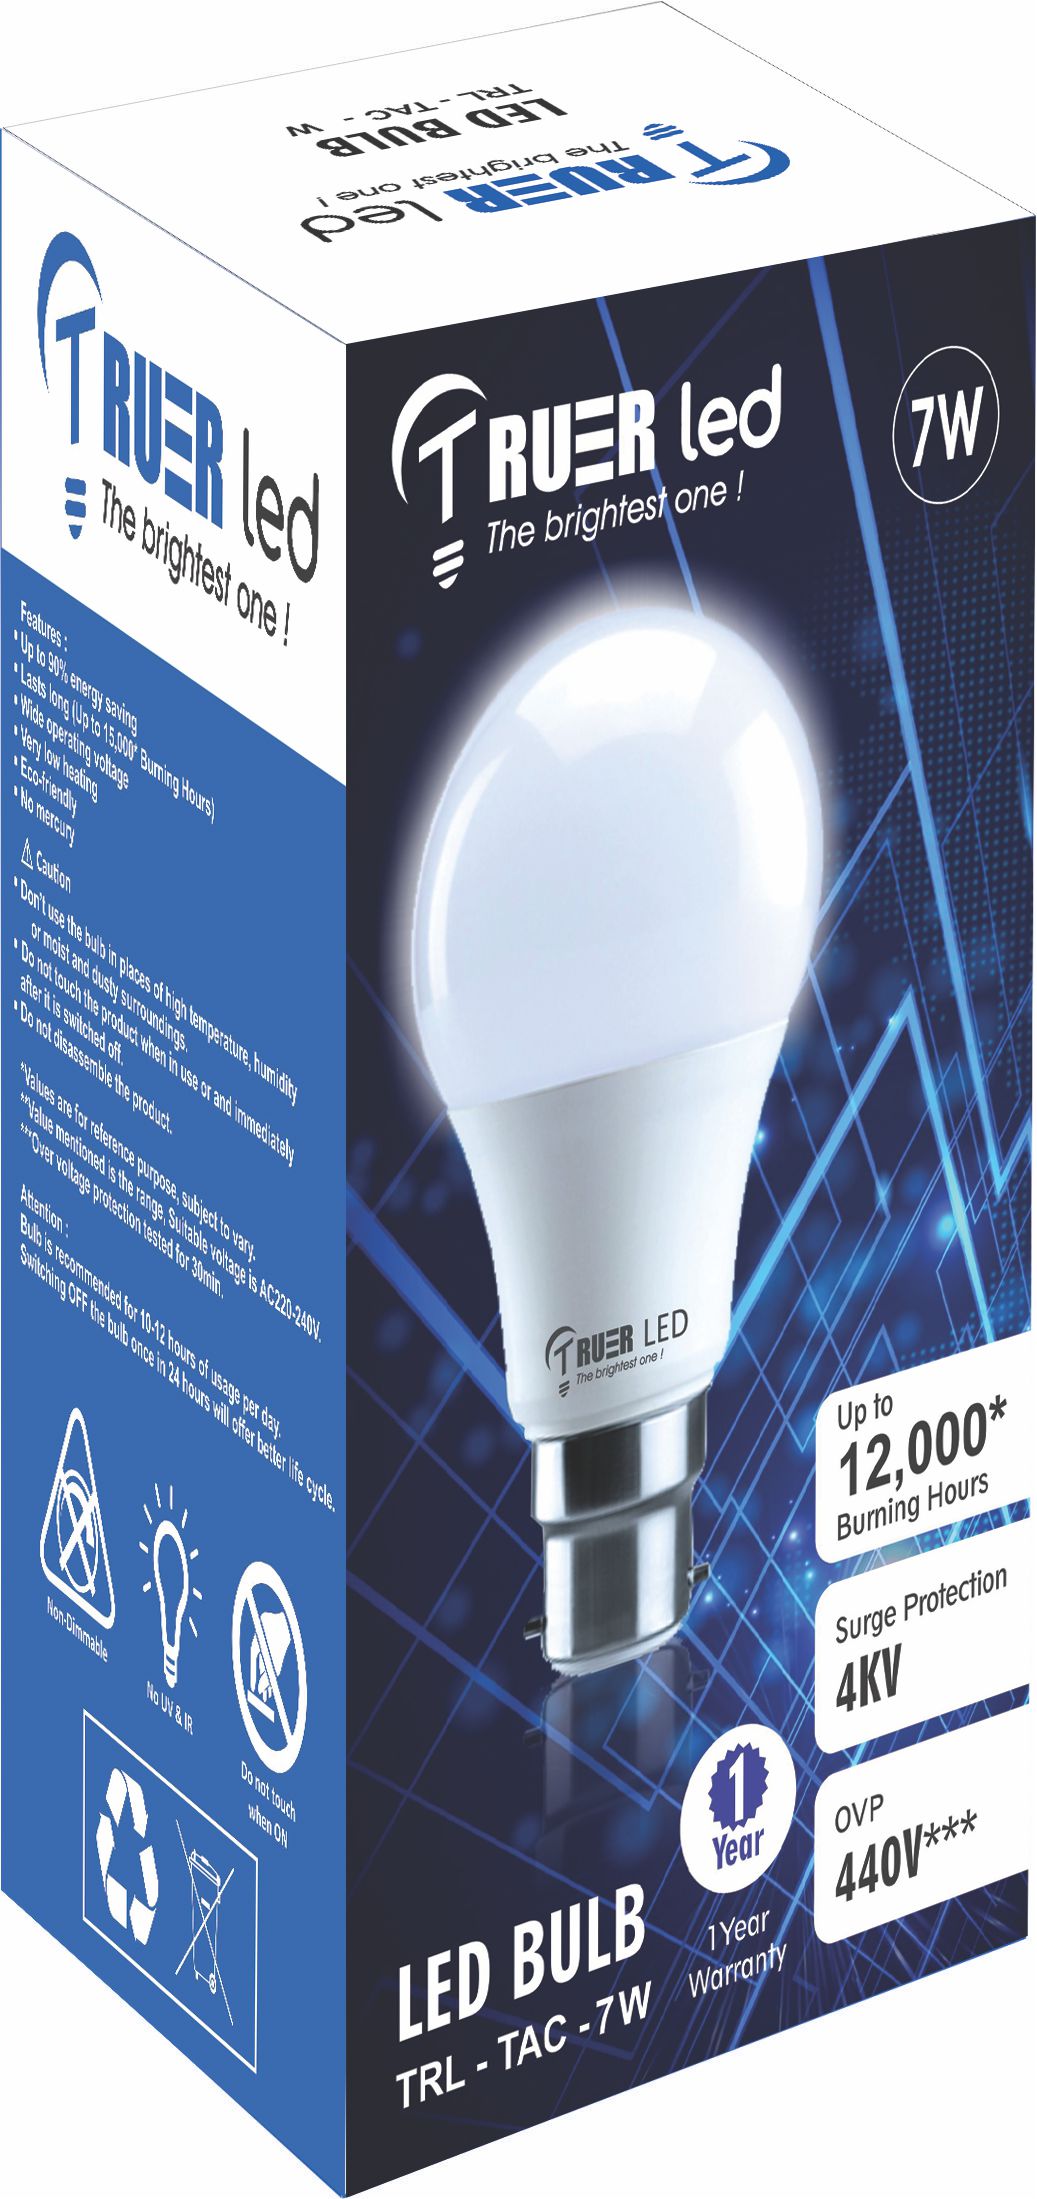 TRL - TAC - W
LED BULB
The brightest one !
TRUER led
TRUER led
The brightest one !
Features :
• Up to 90% energy saving
• Lasts long (Up to 15,000* Burning Hours)
• Wide operating voltage
• Very low heating
• Eco-friendly
• No mercury
⚠ Caution
• Don't use the bulb in places of high temperature, humidity
or moist and dusty surroundings.
• Do not touch the product when in use or and immediately
after it is switched off.
• Do not disassemble the product.
*Values are for reference purpose, subject to vary.
**Value mentioned is the range, Suitable voltage is AC220-240V.
***Over voltage protection tested for 30min.
Attention :
Bulb is recommended for 10-12 hours of usage per day.
Switching OFF the bulb once in 24 hours will offer better life cycle.
Non-Dimmable
No UV & IR
Do not touch
when ON
TRUER led
The brightest one !
7W
TRUER LED
The brightest one !
Up to
12,000*
Burning Hours
Surge Protection
4KV
OVP
440V***
1
Year
1 Year
Warranty
LED BULB
TRL - TAC - 7W